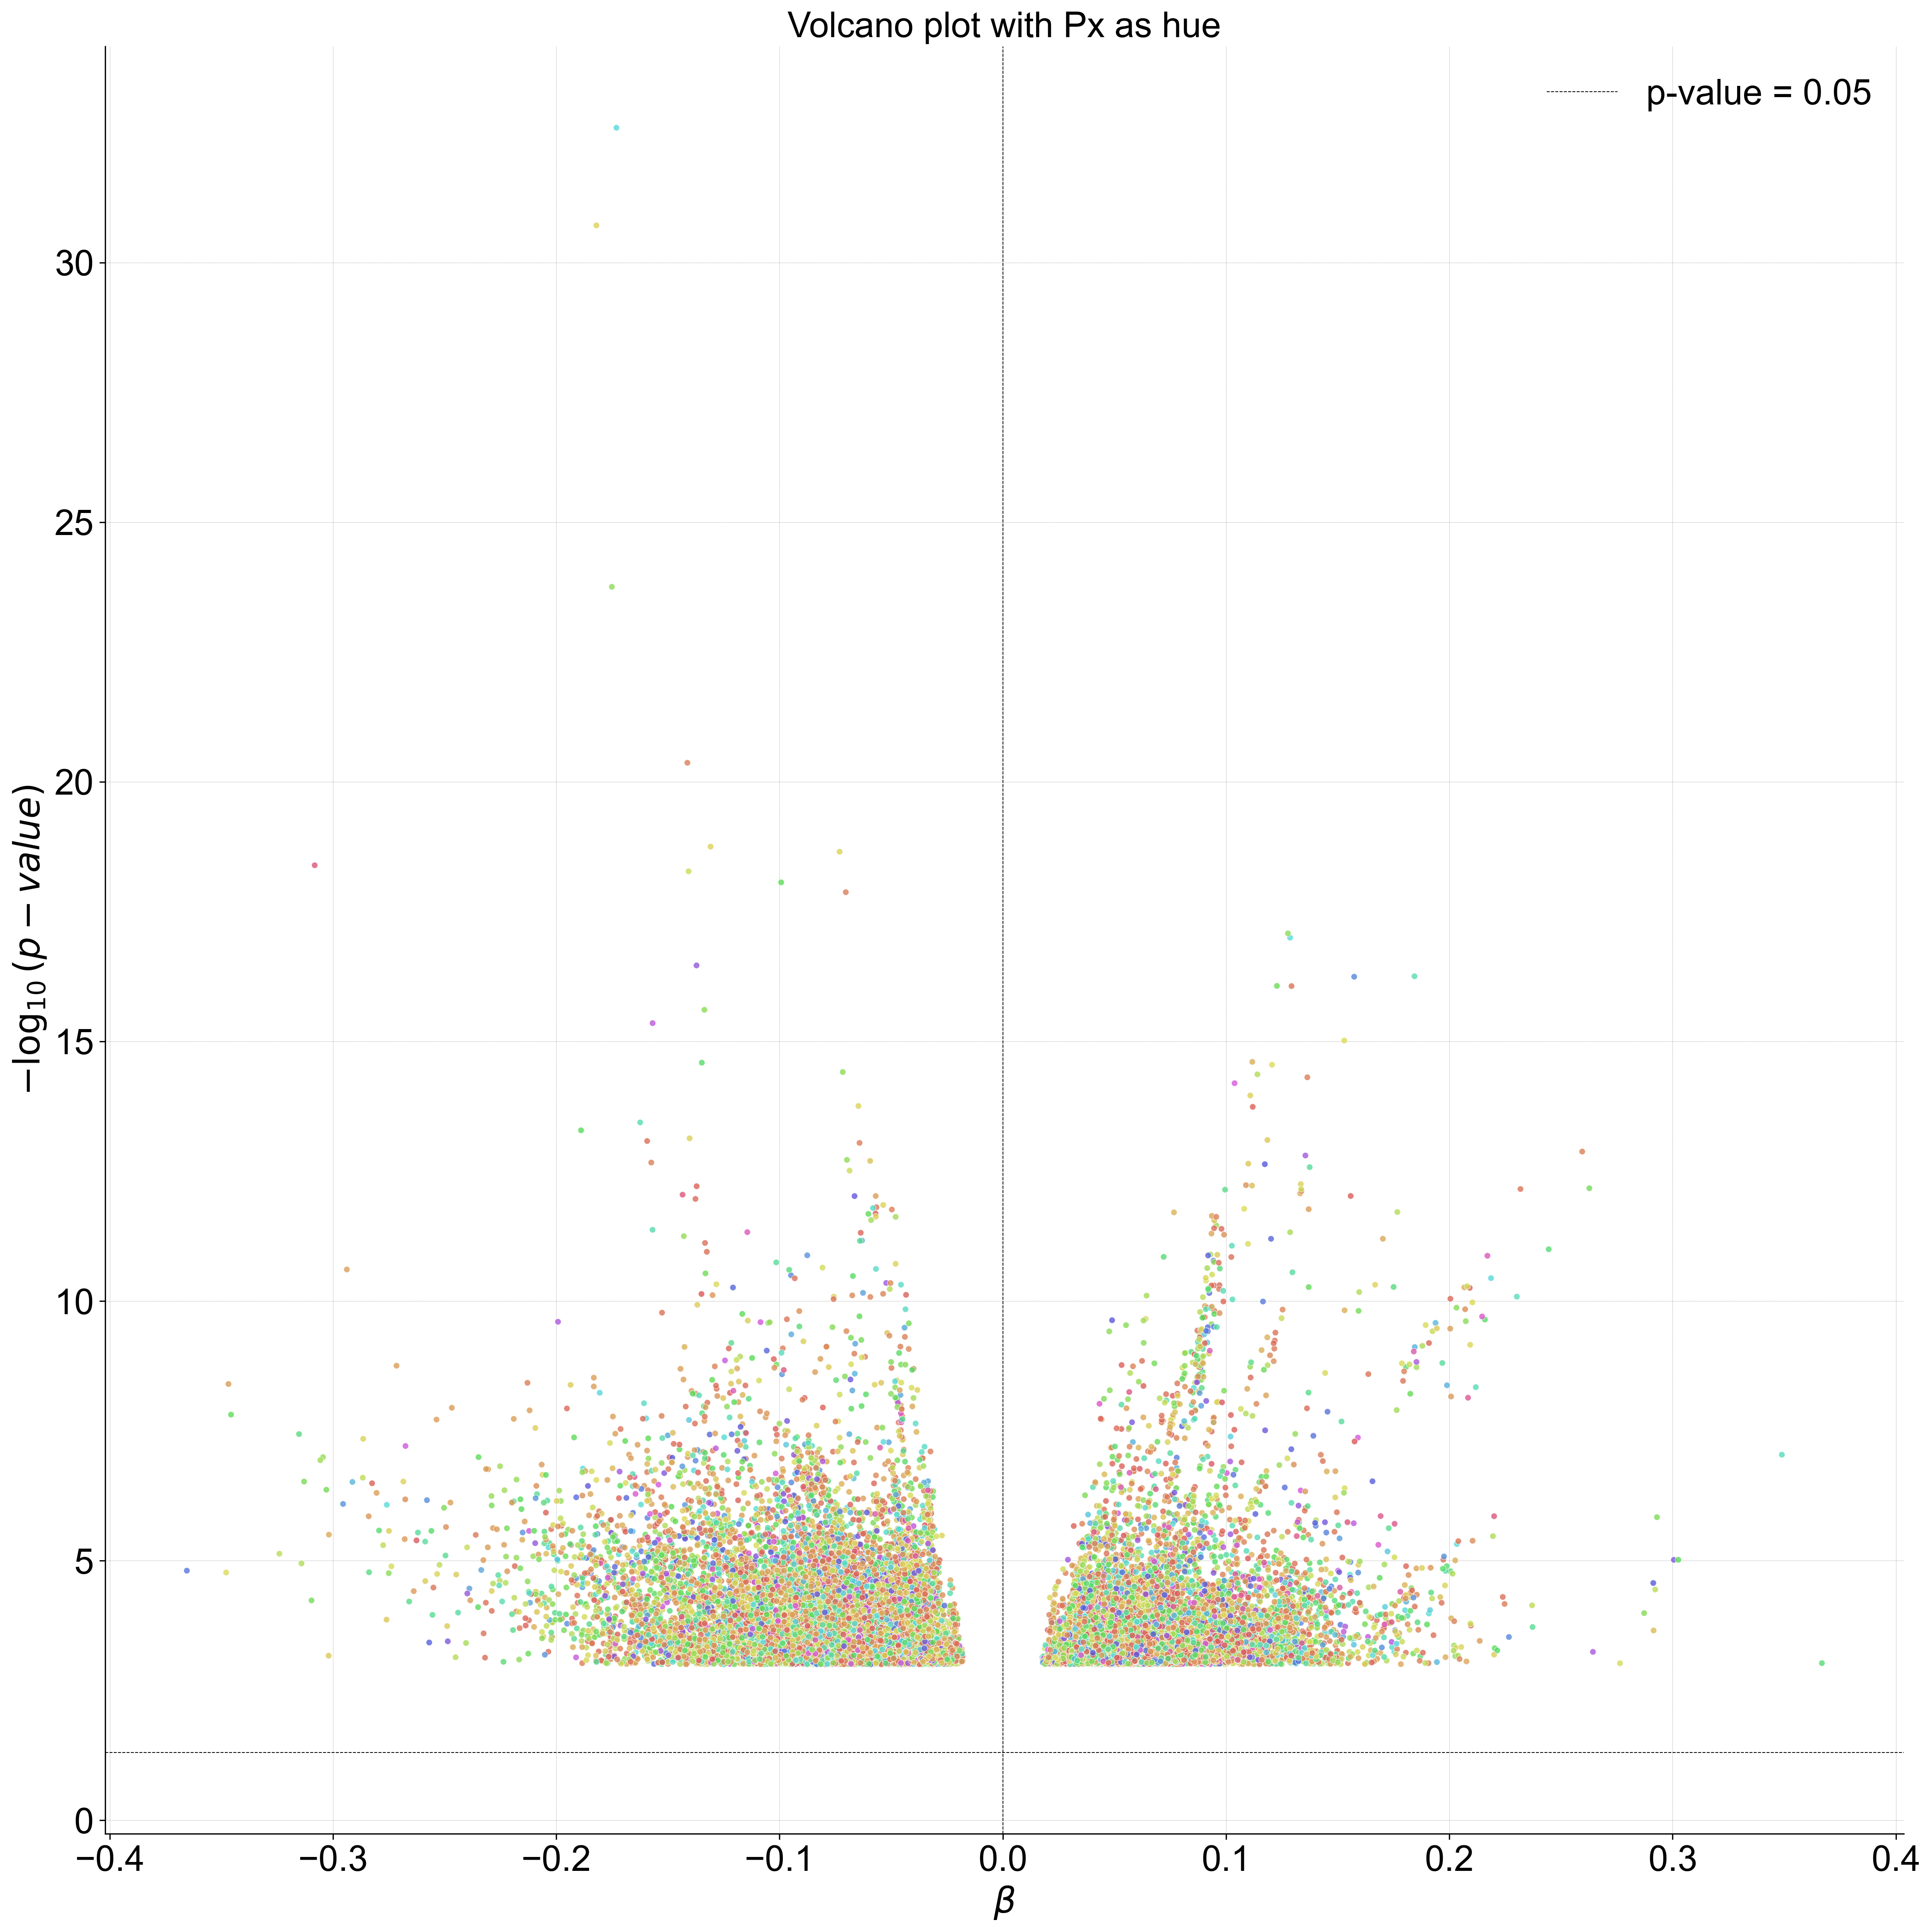 Volcano plot with Px as hue
p-value = 0.05
−log₁₀ (p − value)
30
25
20
15
10
5
0
−0.4 −0.3 −0.2 −0.1 0.0 0.1 0.2 0.3 0.4
β